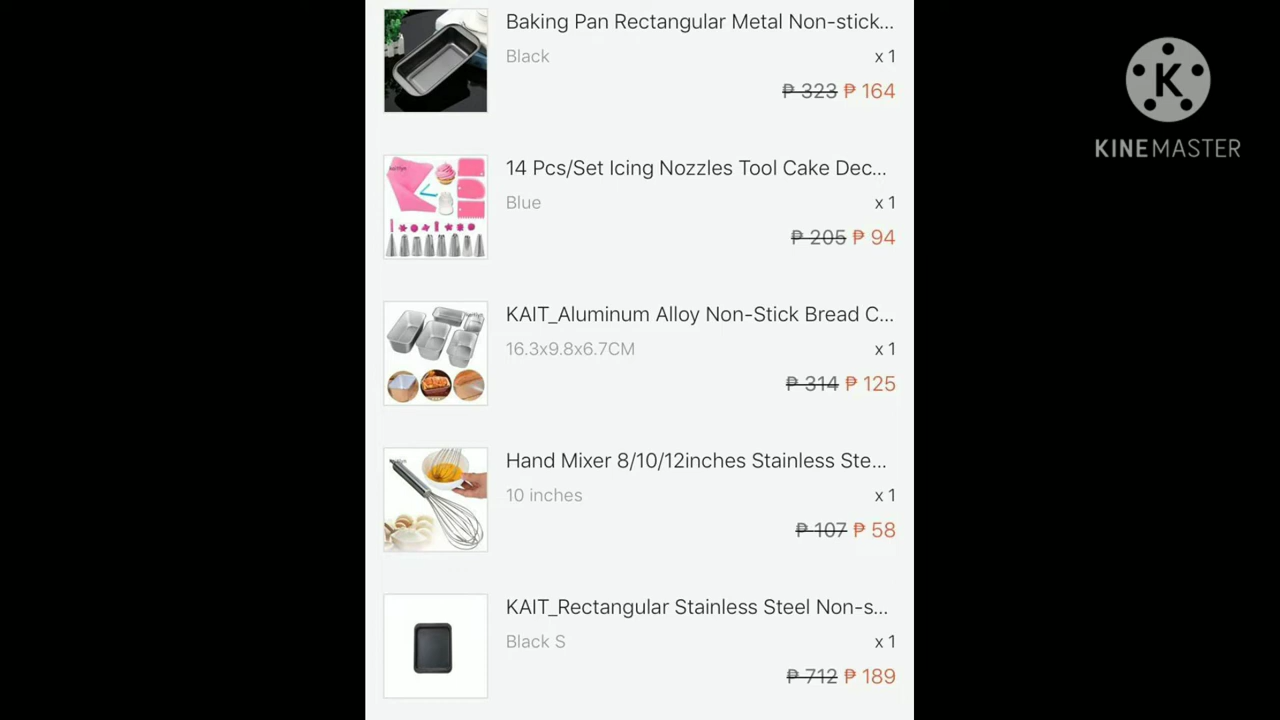 Baking Pan Rectangular Metal Non-stick...
Black
x 1
₱ 323 ₱ 164
14 Pcs/Set Icing Nozzles Tool Cake Dec...
Blue
x 1
₱ 205 ₱ 94
KAIT_Aluminum Alloy Non-Stick Bread C...
16.3x9.8x6.7CM
x 1
₱ 314 ₱ 125
Hand Mixer 8/10/12inches Stainless Ste...
10 inches
x 1
₱ 107 ₱ 58
KAIT_Rectangular Stainless Steel Non-s...
Black S
x 1
₱ 712 ₱ 189
K
KINEMASTER